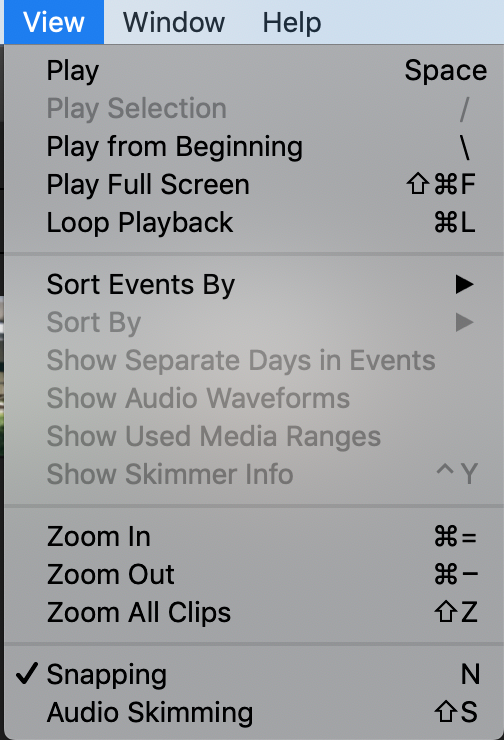 View Window Help
Play Space
Play Selection /
Play from Beginning \
Play Full Screen ⇧⌘F
Loop Playback ⌘L
Sort Events By ▶
Sort By ▶
Show Separate Days in Events
Show Audio Waveforms
Show Used Media Ranges
Show Skimmer Info ^Y
Zoom In ⌘=
Zoom Out ⌘−
Zoom All Clips ⇧Z
✓ Snapping N
Audio Skimming ⇧S